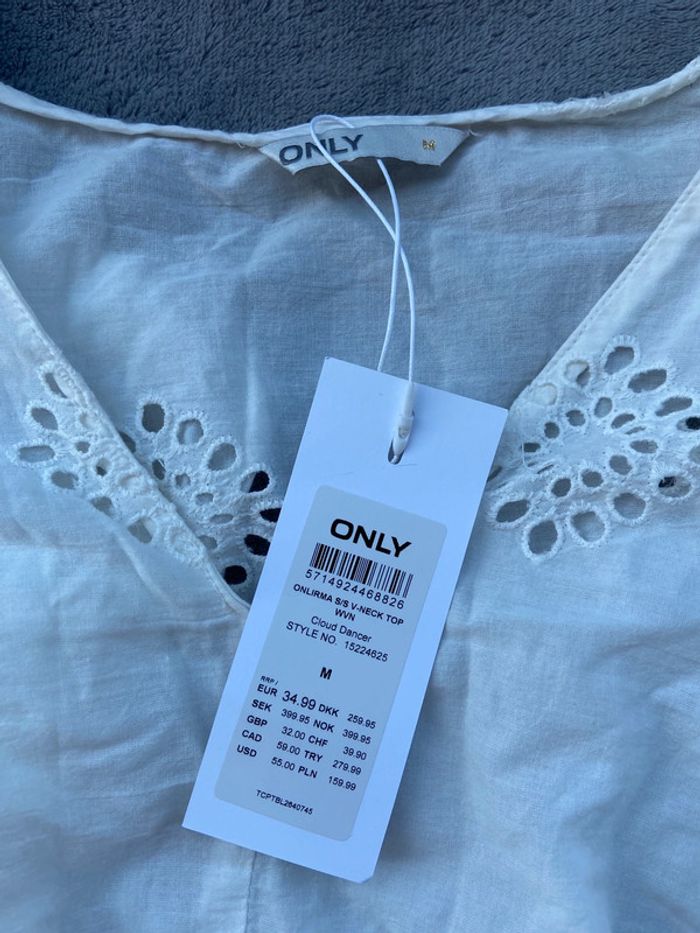 ONLY
M
ONLY
5714924468826
ONLIRMA S/S V-NECK TOP
WVN
Cloud Dancer
STYLE NO. 15224625
M
RRP /
EUR 34.99 DKK 259.95
SEK 399.95 NOK 399.95
GBP 32.00 CHF 39.90
CAD 59.00 TRY 279.99
USD 55.00 PLN 159.99
TCPTBL2640745